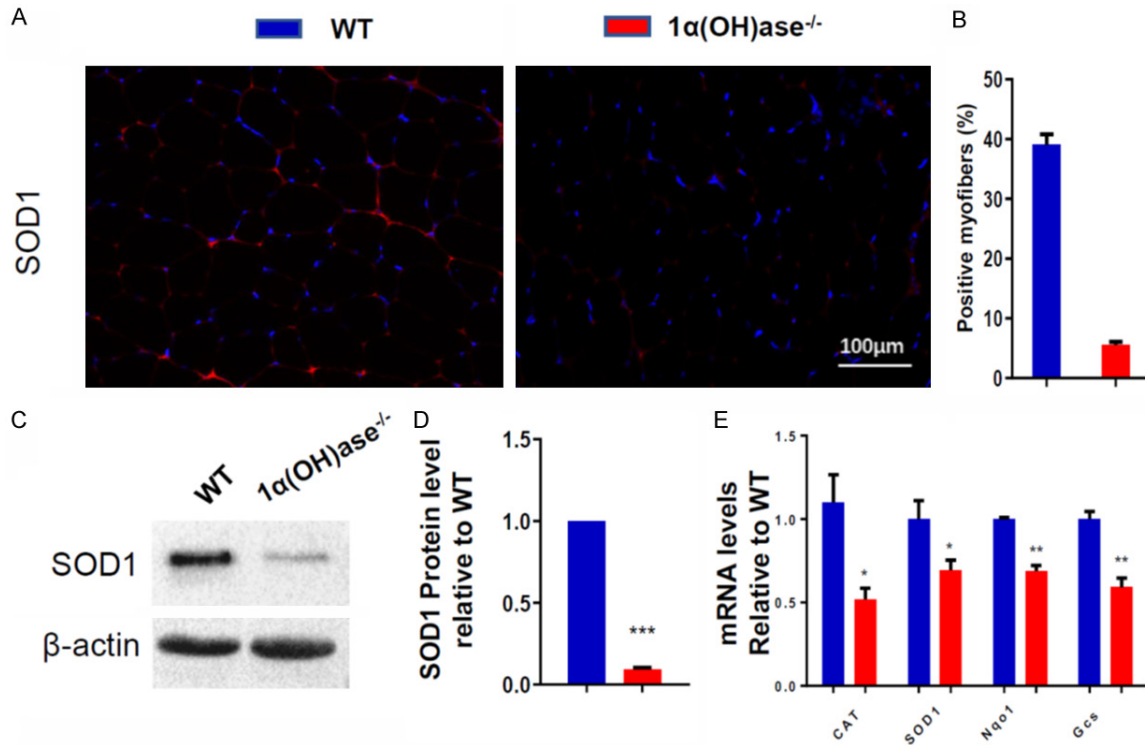 A
WT
1α(OH)ase-/-
SOD1
100μm
B
Positive myofibers (%)
50
40
30
20
10
0
C
WT
1α(OH)ase-/-
SOD1
β-actin
D
SOD1 Protein level
relative to WT
1.5
1.0
0.5
0.0
***
E
mRNA levels
Relative to WT
1.5
1.0
0.5
0.0
*
*
**
**
CAT
SOD1
Nqo1
Gcs